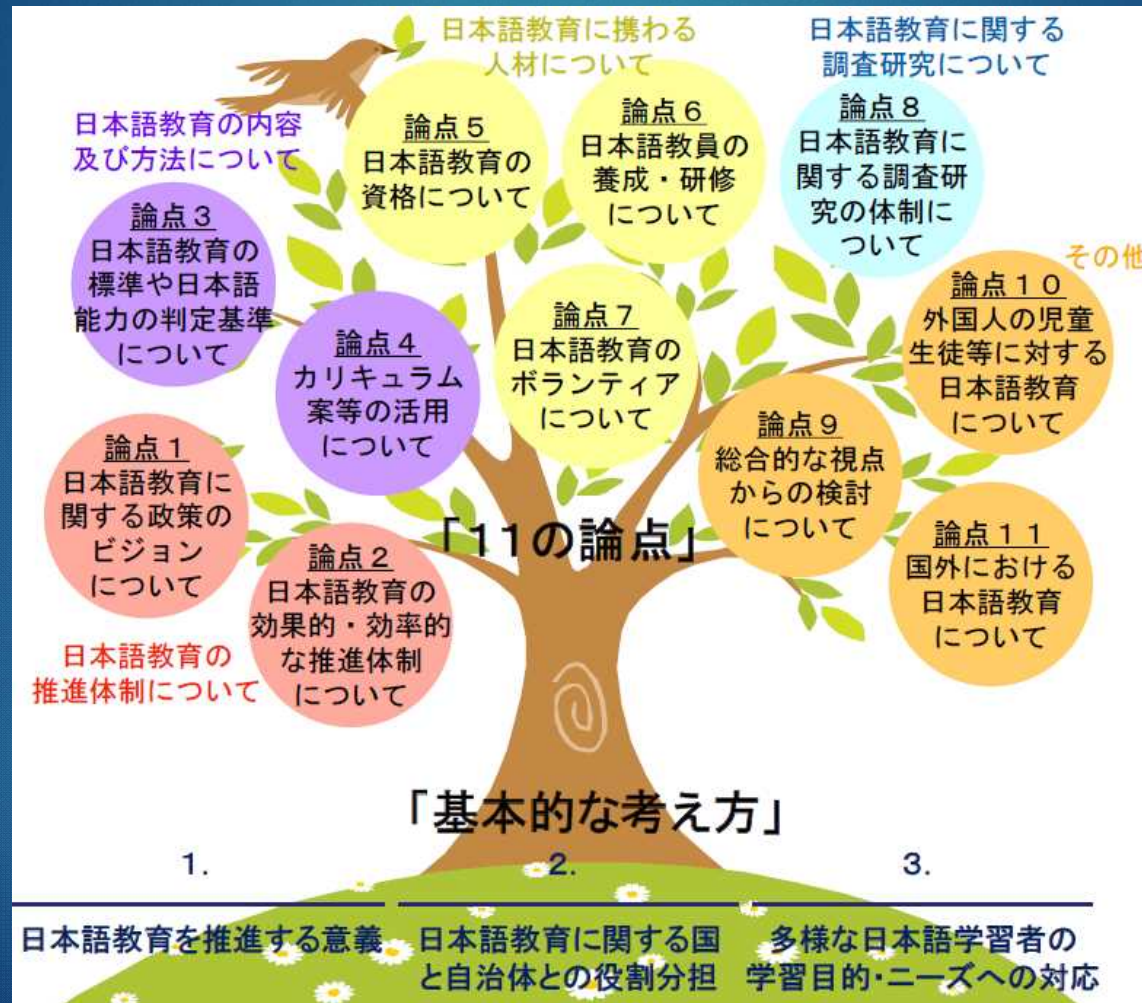 日本語教育に携わる
人材について
日本語教育に関する
調査研究について
日本語教育の内容
及び方法について
論点５
日本語教育の
資格について
論点６
日本語教員の
養成・研修
について
論点８
日本語教育に
関する調査研
究の体制に
ついて
論点３
日本語教育の
標準や日本語
能力の判定基準
について
論点４
カリキュラム
案等の活用
について
論点７
日本語教育の
ボランティア
について
その他
論点１０
外国人の児童
生徒等に対する
日本語教育
について
論点１
日本語教育に
関する政策の
ビジョン
について
論点２
日本語教育の
効果的・効率的
な推進体制
について
「11の論点」
論点９
総合的な視点
からの検討
について
論点１１
国外における
日本語教育
について
日本語教育の
推進体制について
「基本的な考え方」
1.
日本語教育を推進する意義
2.
日本語教育に関する国
と自治体との役割分担
3.
多様な日本語学習者の
学習目的・ニーズへの対応